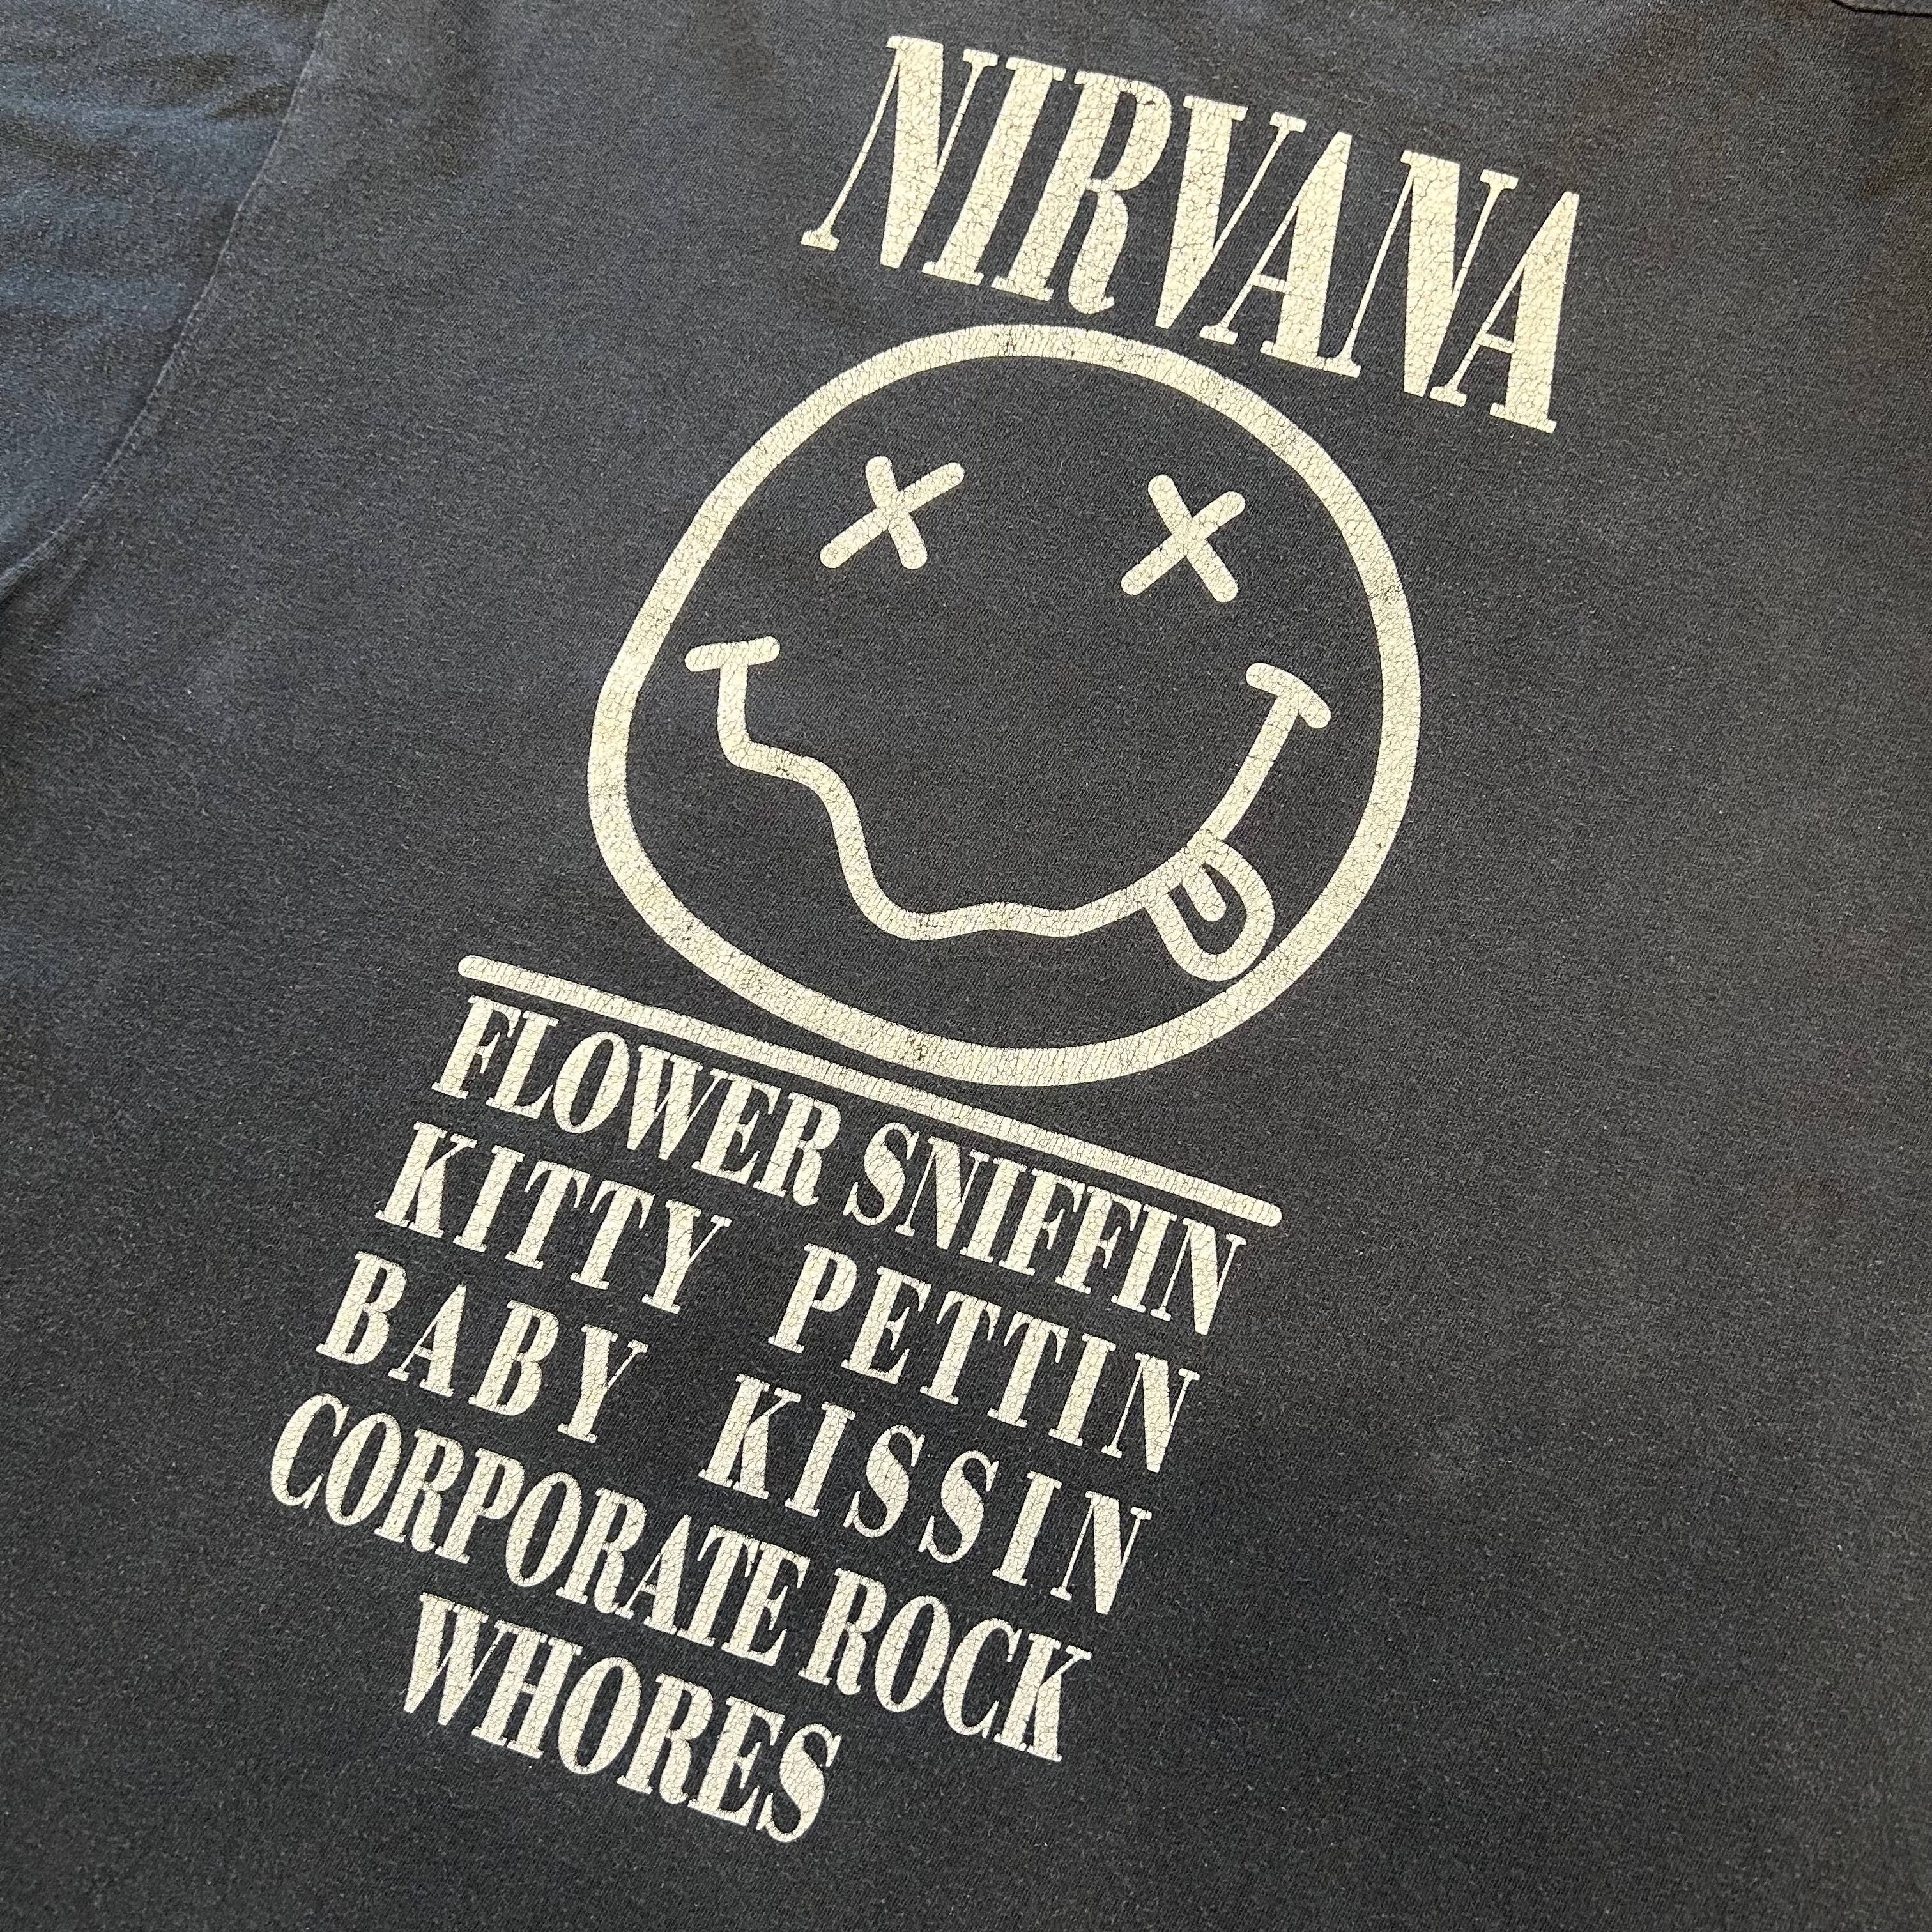 NIRVANA
FLOWER SNIFFIN
KITTY PETTIN
BABY KISSIN
CORPORATE ROCK
WHORES